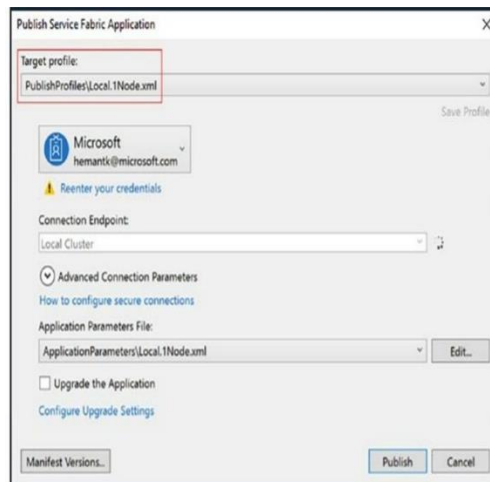 Publish Service Fabric Application
Target profile:
PublishProfiles\Local.1Node.xml
Save Profile
Microsoft
hemantk@microsoft.com
Reenter your credentials
Connection Endpoint:
Local Cluster
Advanced Connection Parameters
How to configure secure connections
Application Parameters File:
ApplicationParameters\Local.1Node.xml
Edit...
Upgrade the Application
Configure Upgrade Settings
Manifest Versions...
Publish
Cancel